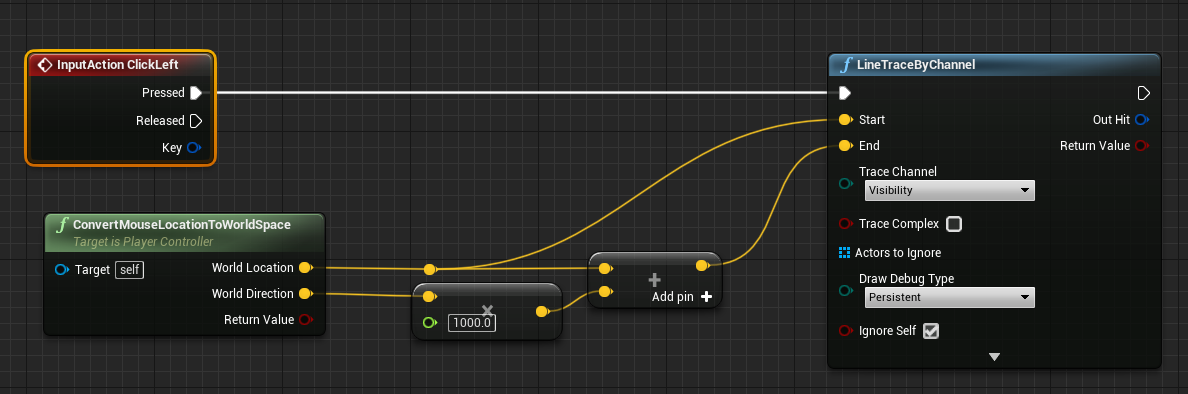 InputAction ClickLeft
Pressed
Released
Key
f ConvertMouseLocationToWorldSpace
Target is Player Controller
Target self
World Location
World Direction
Return Value
1000.0
Add pin
f LineTraceByChannel
Start
Out Hit
End
Return Value
Trace Channel
Visibility
Trace Complex
Actors to Ignore
Draw Debug Type
Persistent
Ignore Self